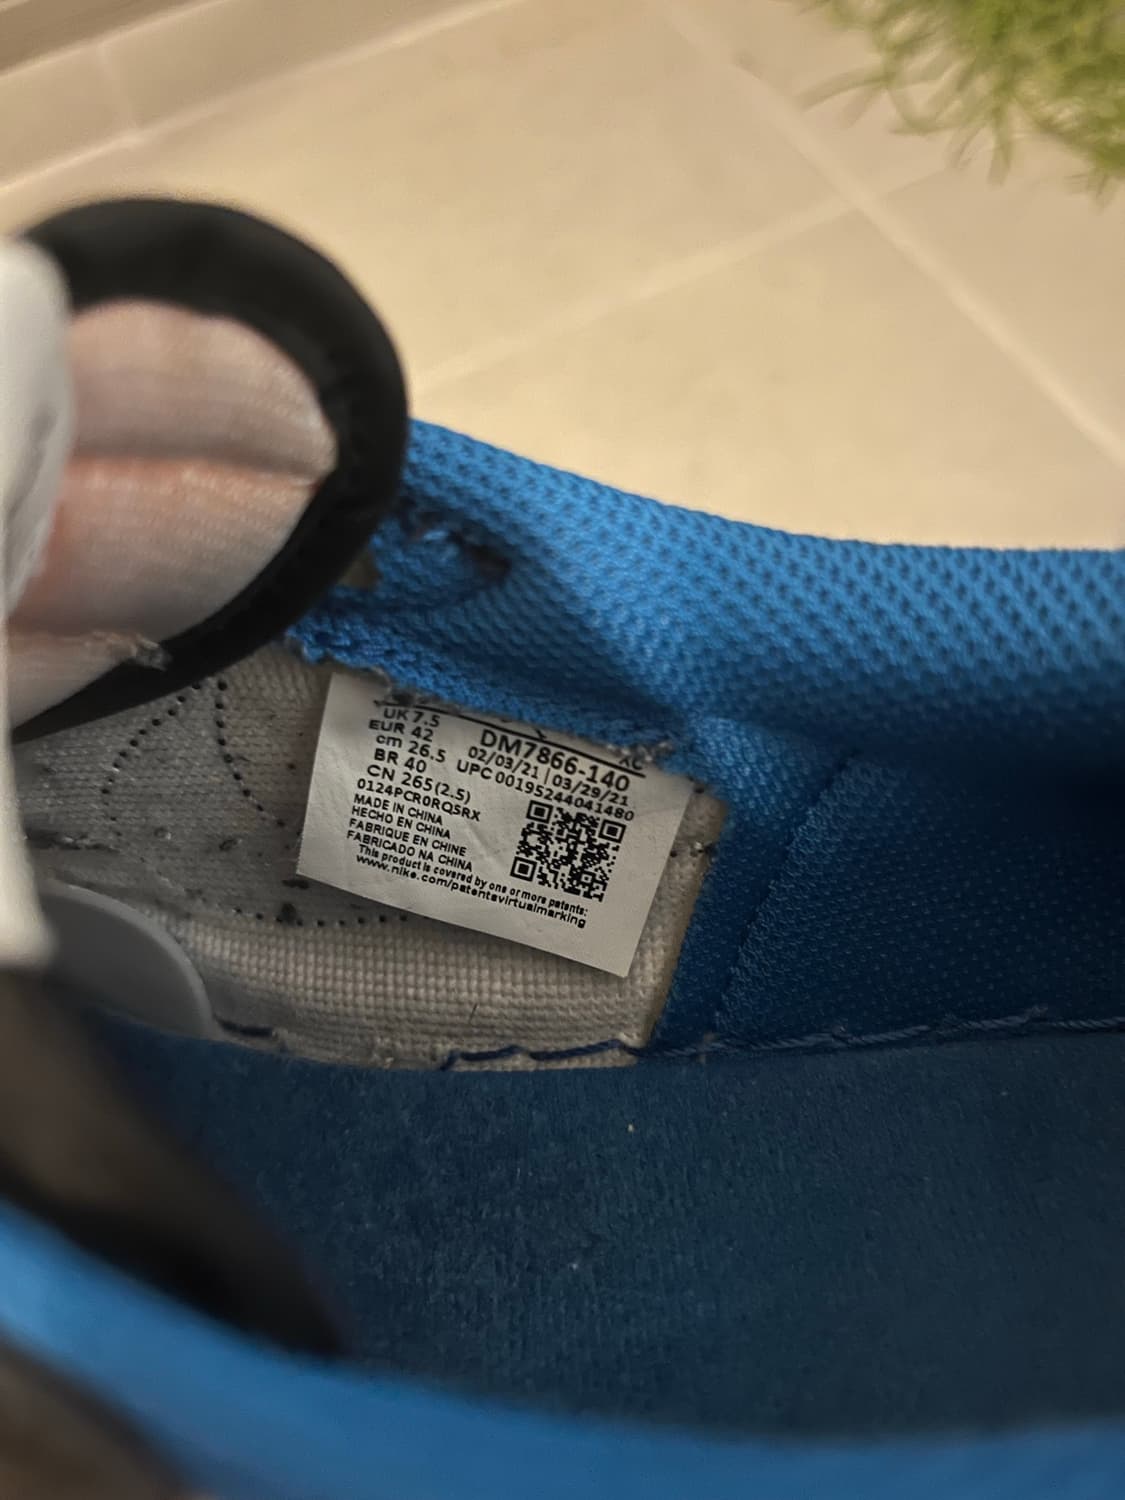 UK 7.5
EUR 42
cm 26.5
BR 40
CN 265(2.5)
0124PCR0RQSRX
MADE IN CHINA
HECHO EN CHINA
FABRIQUE EN CHINE
FABRICADO NA CHINA
XC
DM7866-140
02/03/21 | 03/29/21
UPC 00195244041480
This product is covered by one or more patents:
www.nike.com/patentsvirtualmarking